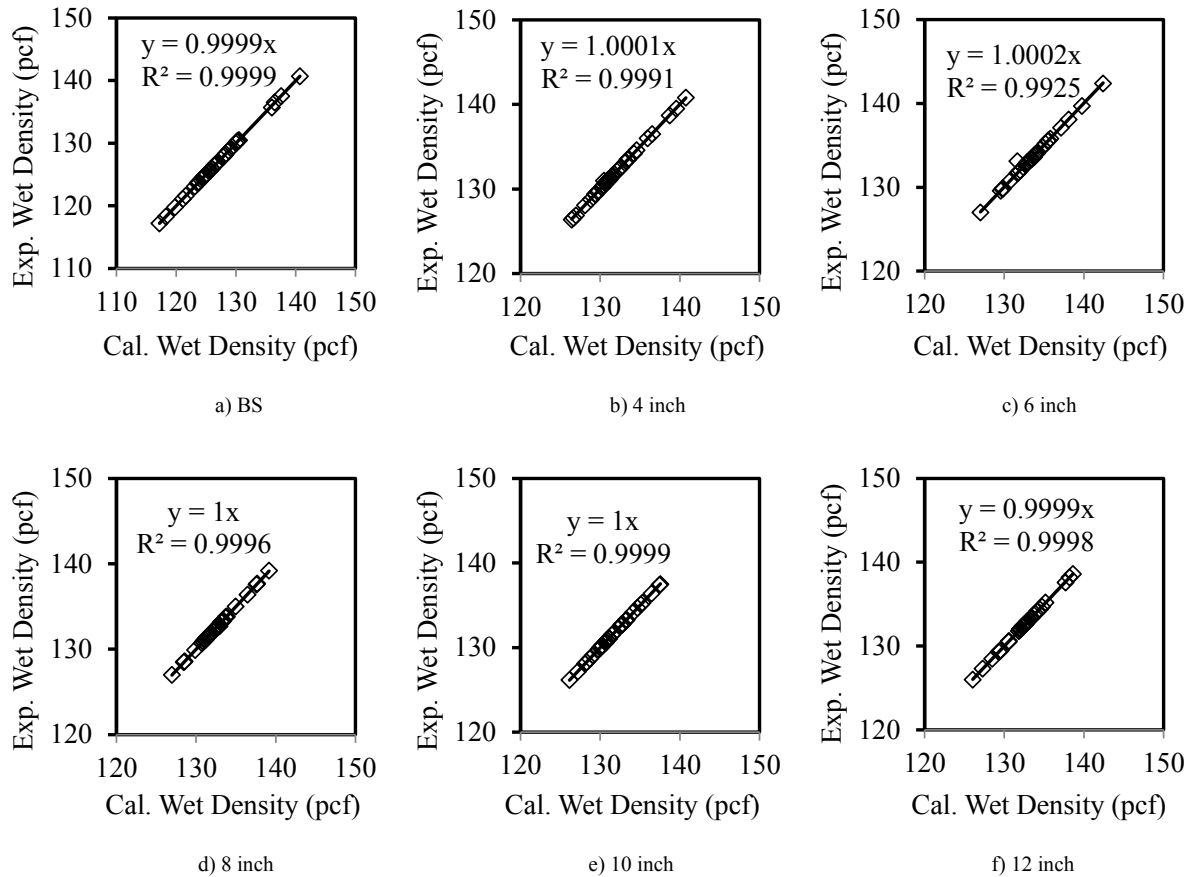 150
140
130
120
110
110 120 130 140 150
Exp. Wet Density (pcf)
Cal. Wet Density (pcf)
y = 0.9999x
R² = 0.9999
a) BS
150
140
130
120
120 130 140 150
Exp. Wet Density (pcf)
Cal. Wet Density (pcf)
y = 1.0001x
R² = 0.9991
b) 4 inch
150
140
130
120
120 130 140 150
Exp. Wet Density (pcf)
Cal. Wet Density (pcf)
y = 1.0002x
R² = 0.9925
c) 6 inch
150
140
130
120
120 130 140 150
Exp. Wet Density (pcf)
Cal. Wet Density (pcf)
y = 1x
R² = 0.9996
d) 8 inch
150
140
130
120
120 130 140 150
Exp. Wet Density (pcf)
Cal. Wet Density (pcf)
y = 1x
R² = 0.9999
e) 10 inch
150
140
130
120
120 130 140 150
Exp. Wet Density (pcf)
Cal. Wet Density (pcf)
y = 0.9999x
R² = 0.9998
f) 12 inch